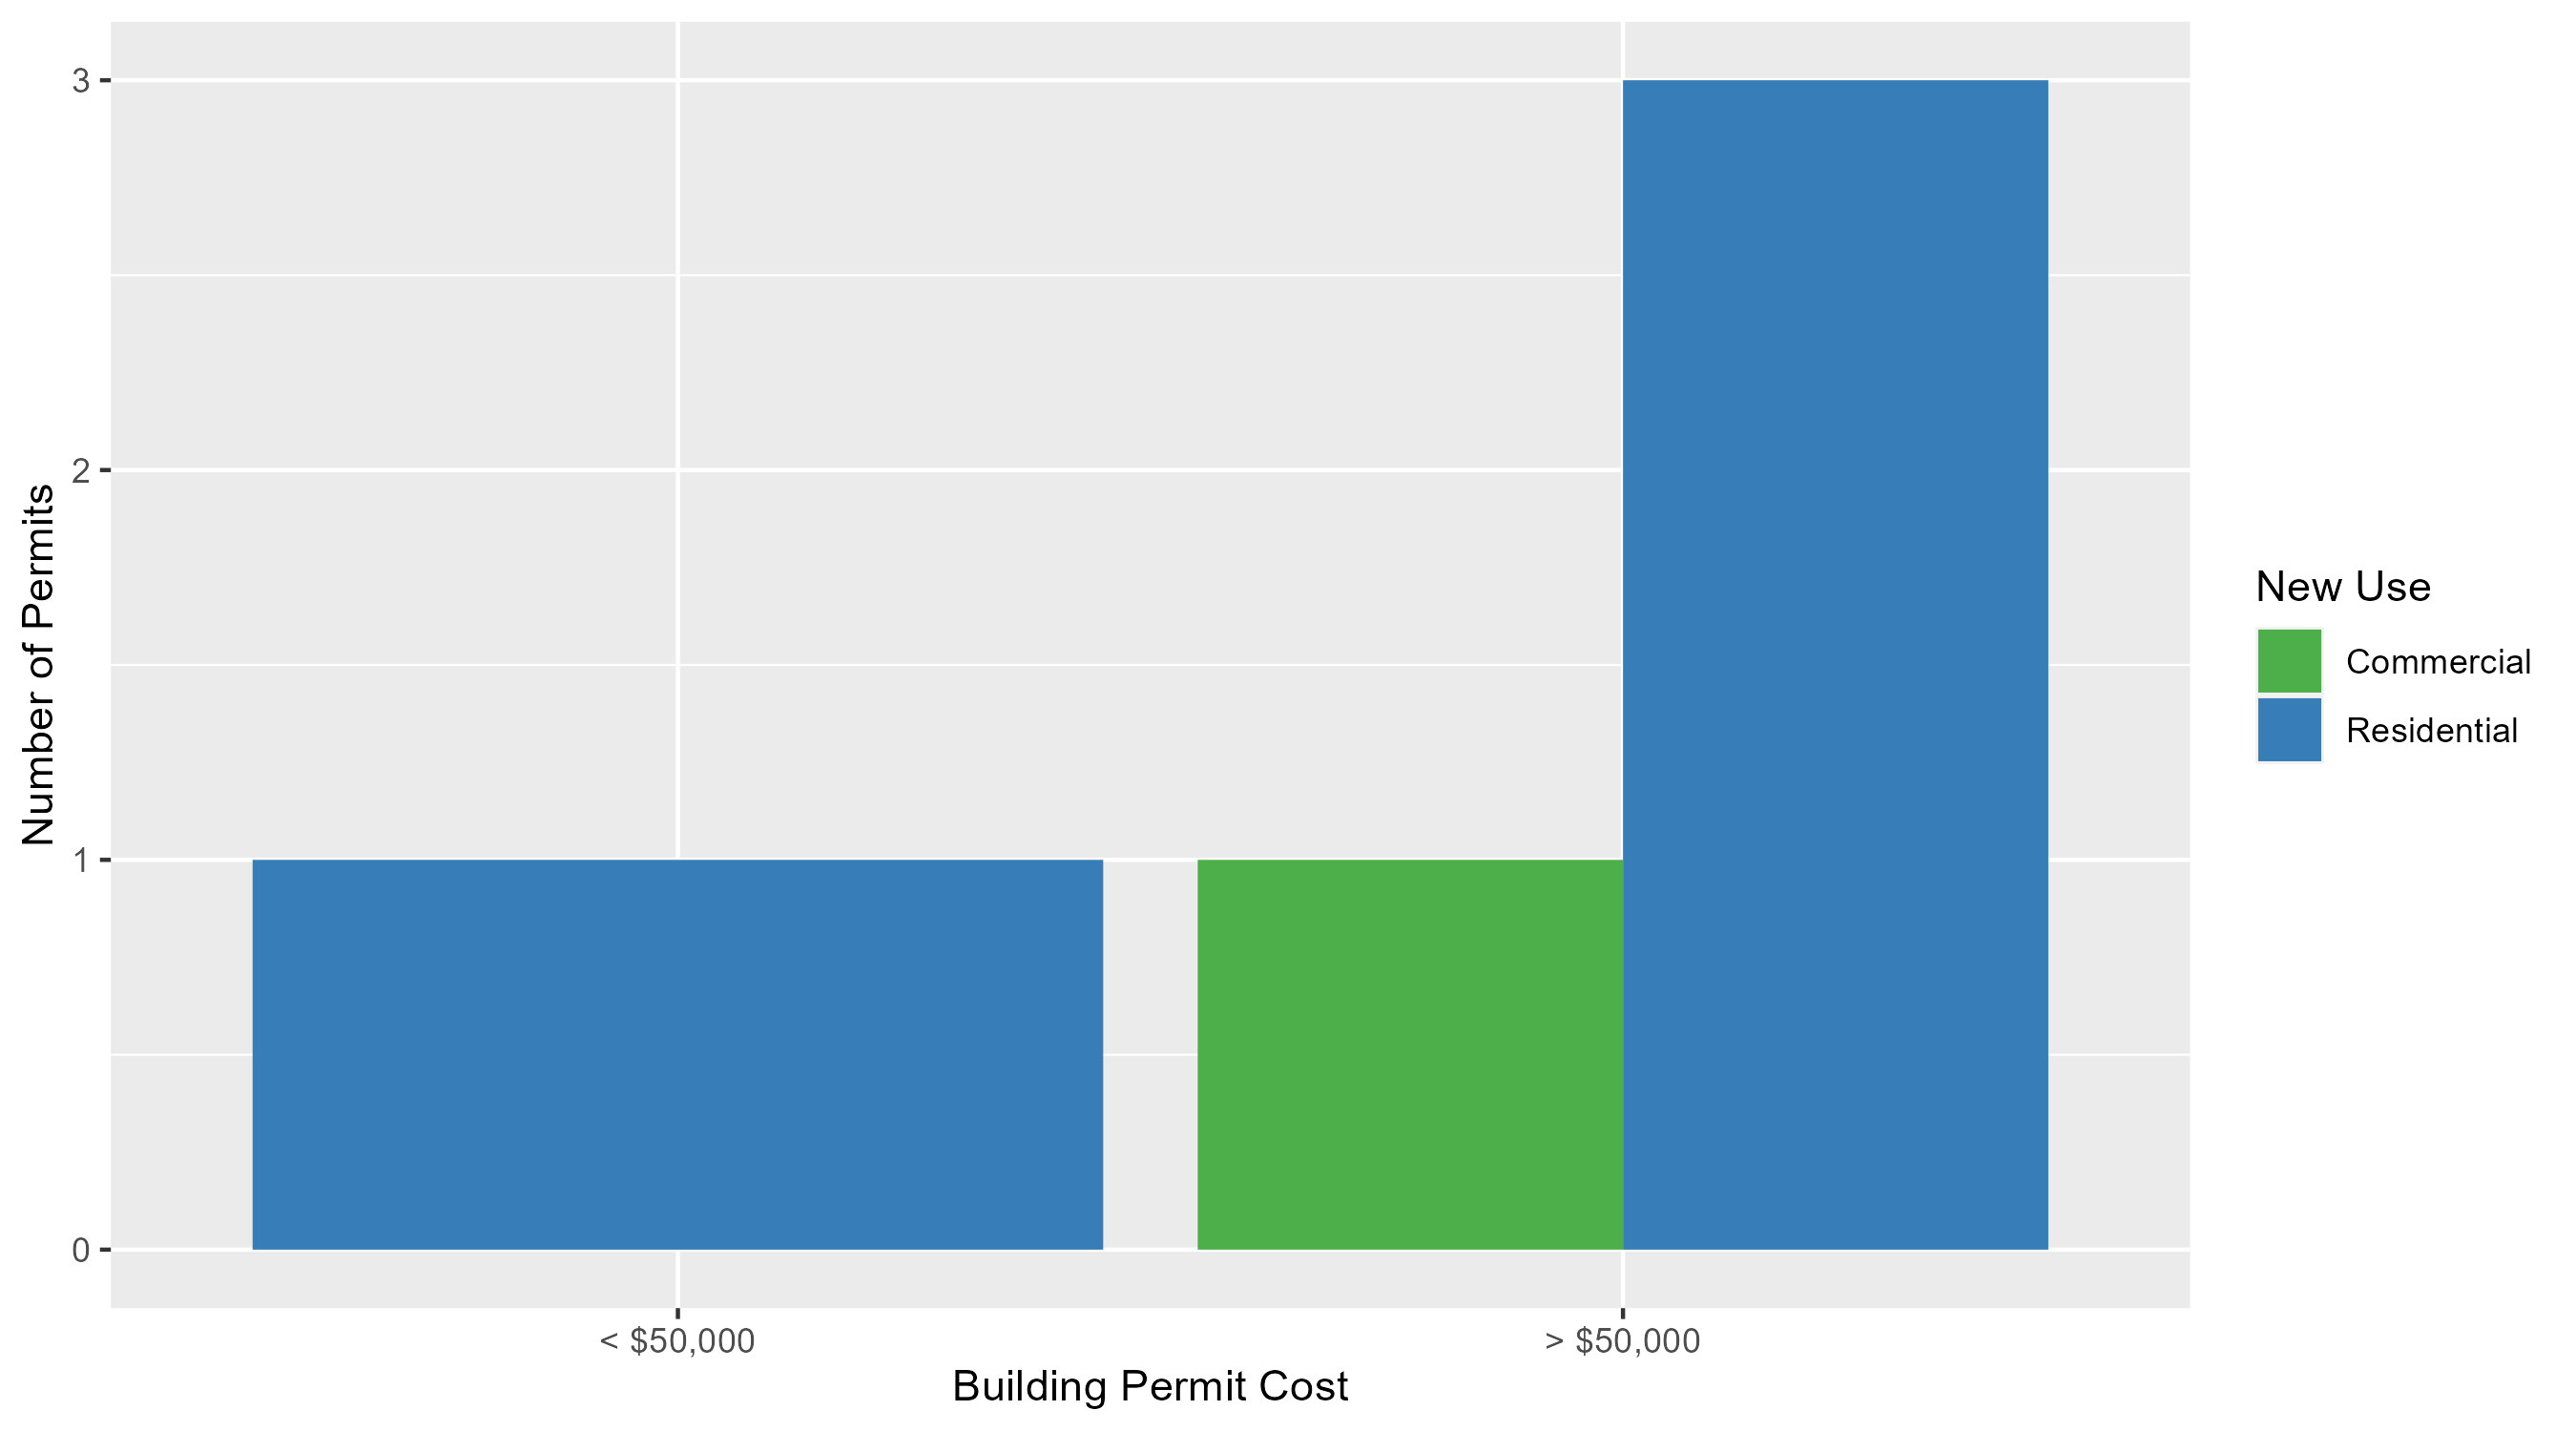 Number of Permits
3
2
1
0
< $50,000
> $50,000
Building Permit Cost
New Use
Commercial
Residential